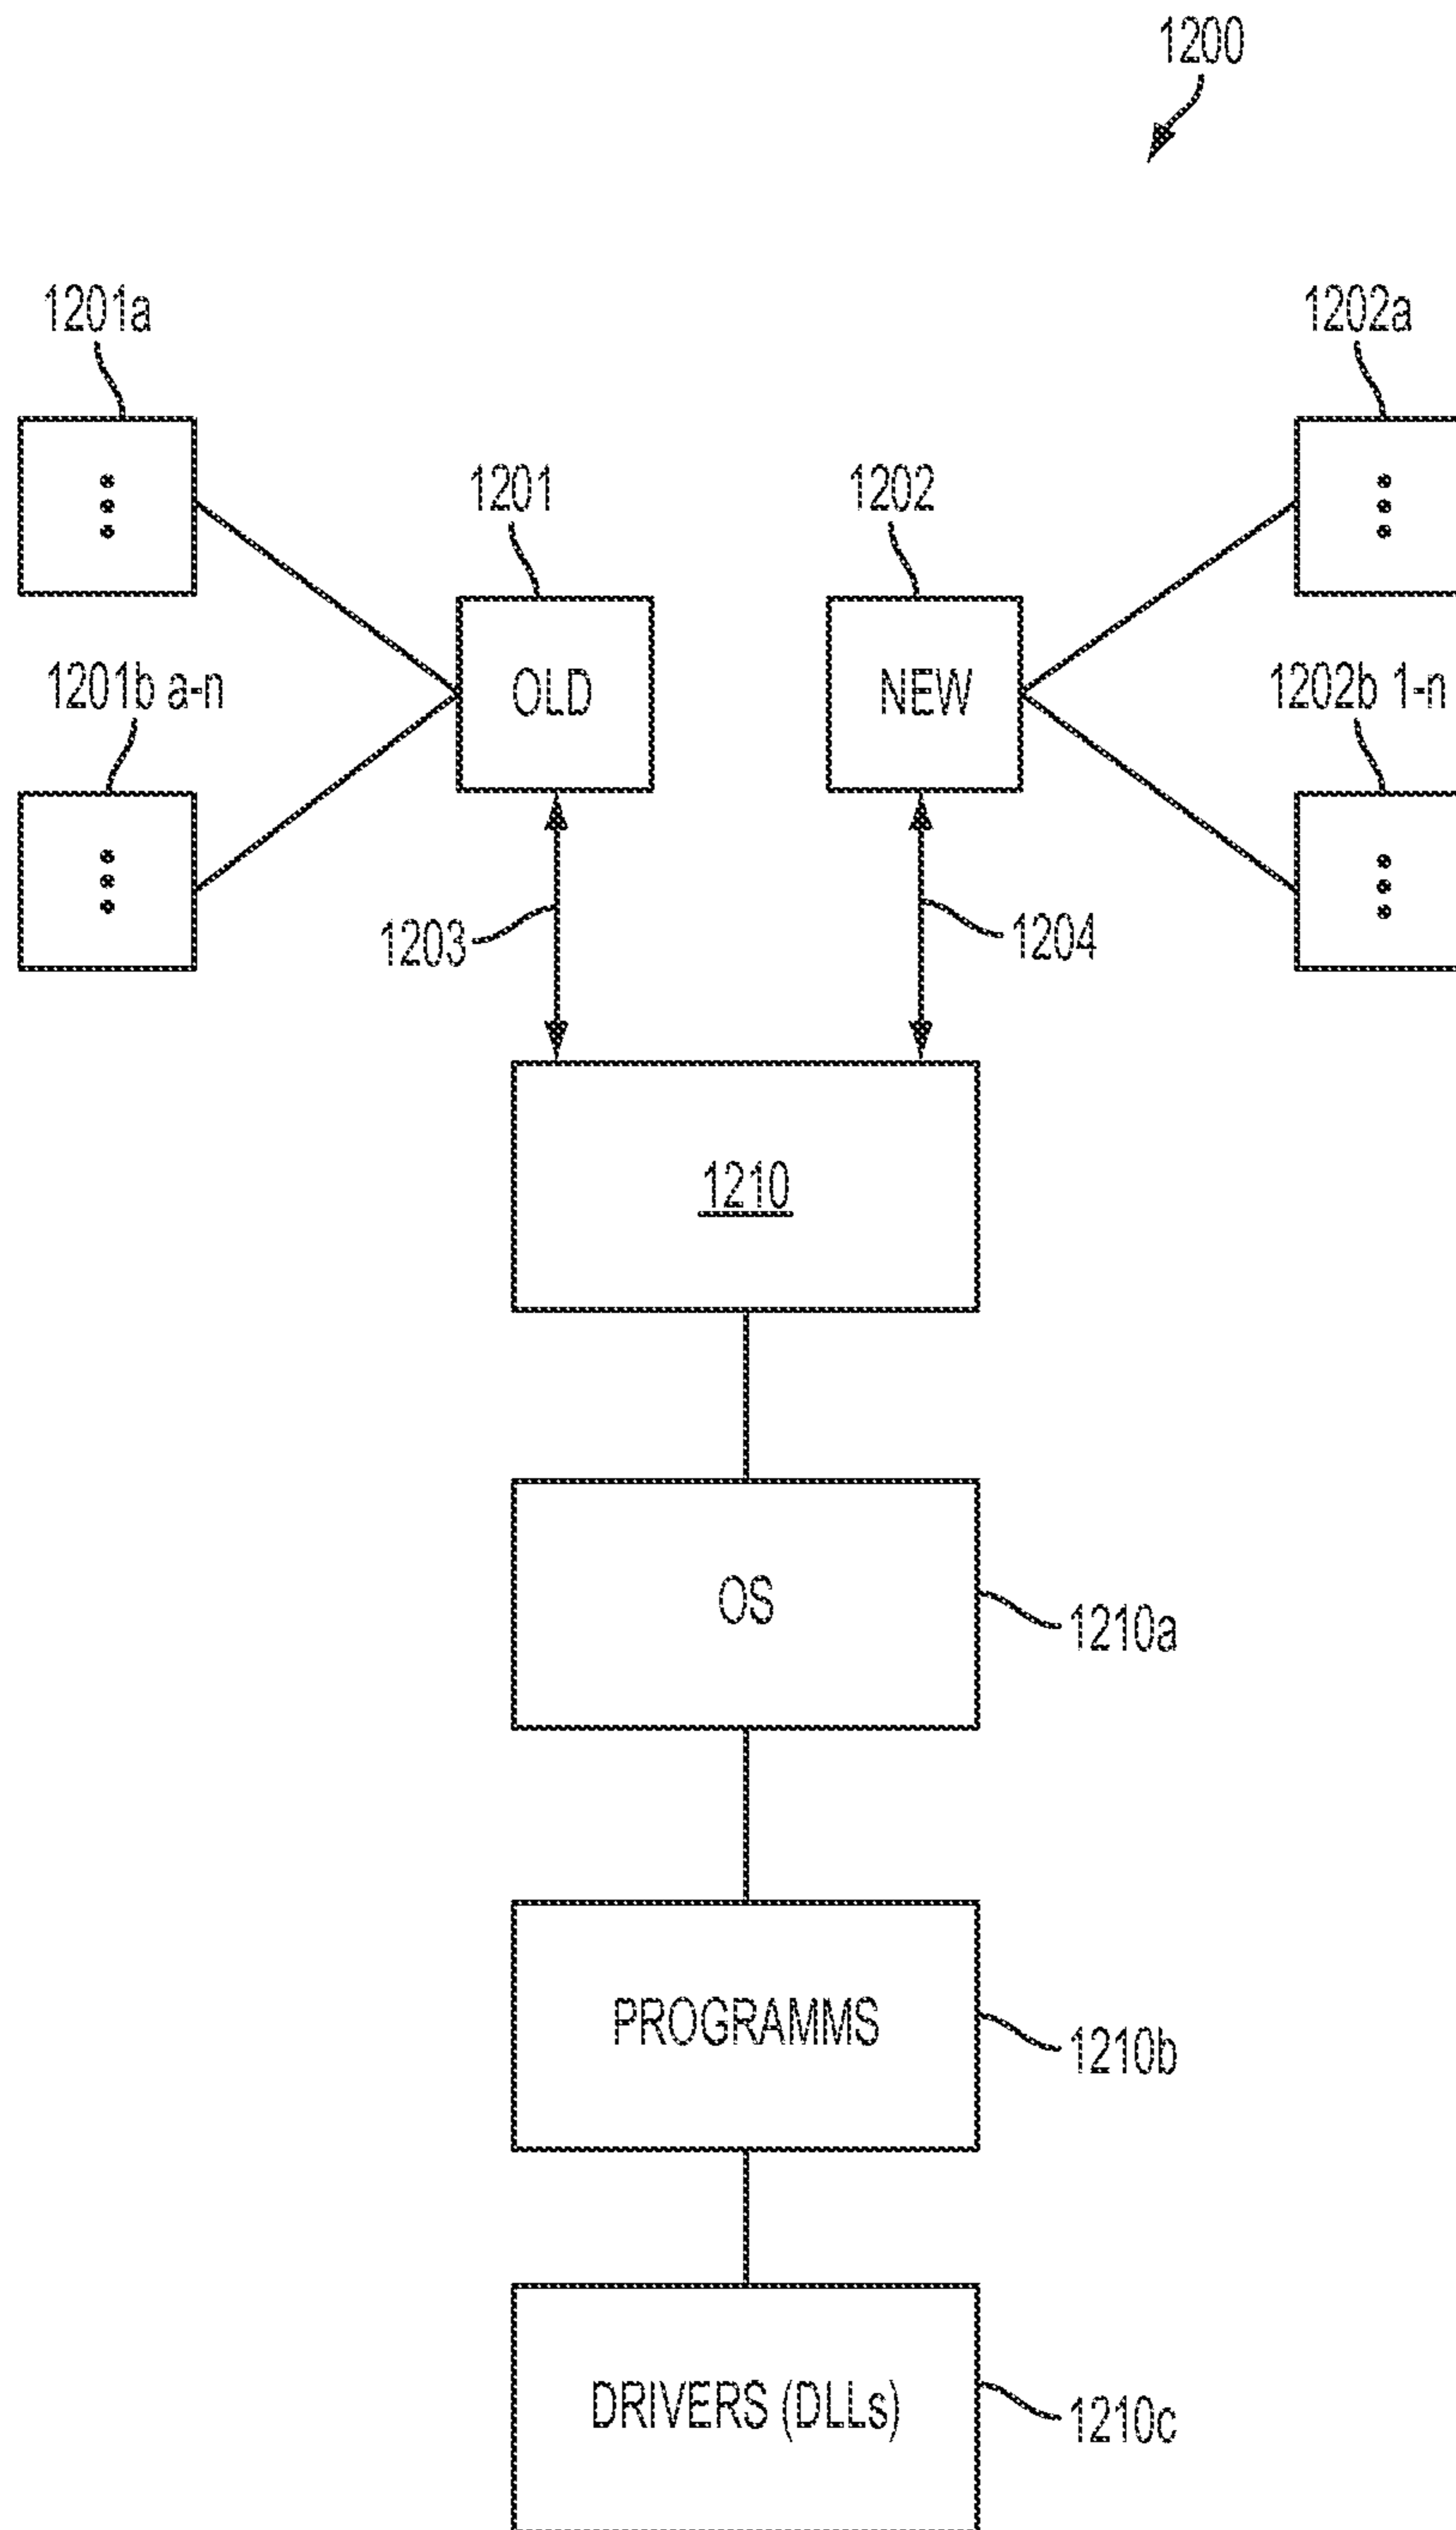 1200
1201a
1202a
1201
1202
OLD
NEW
1201b a-n
1202b 1-n
1203
1204
1210
OS
1210a
PROGRAMMS
1210b
DRIVERS (DLLs)
1210c